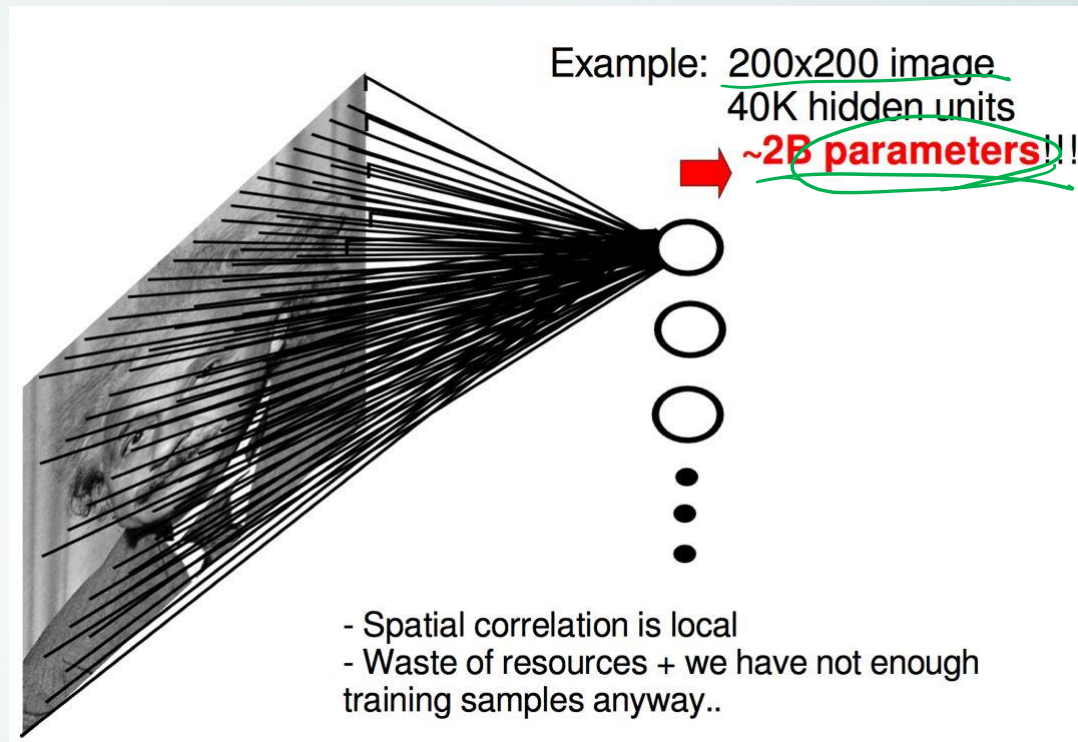 Example: 200x200 image
40K hidden units
~2B parameters!!!
- Spatial correlation is local
- Waste of resources + we have not enough
training samples anyway..